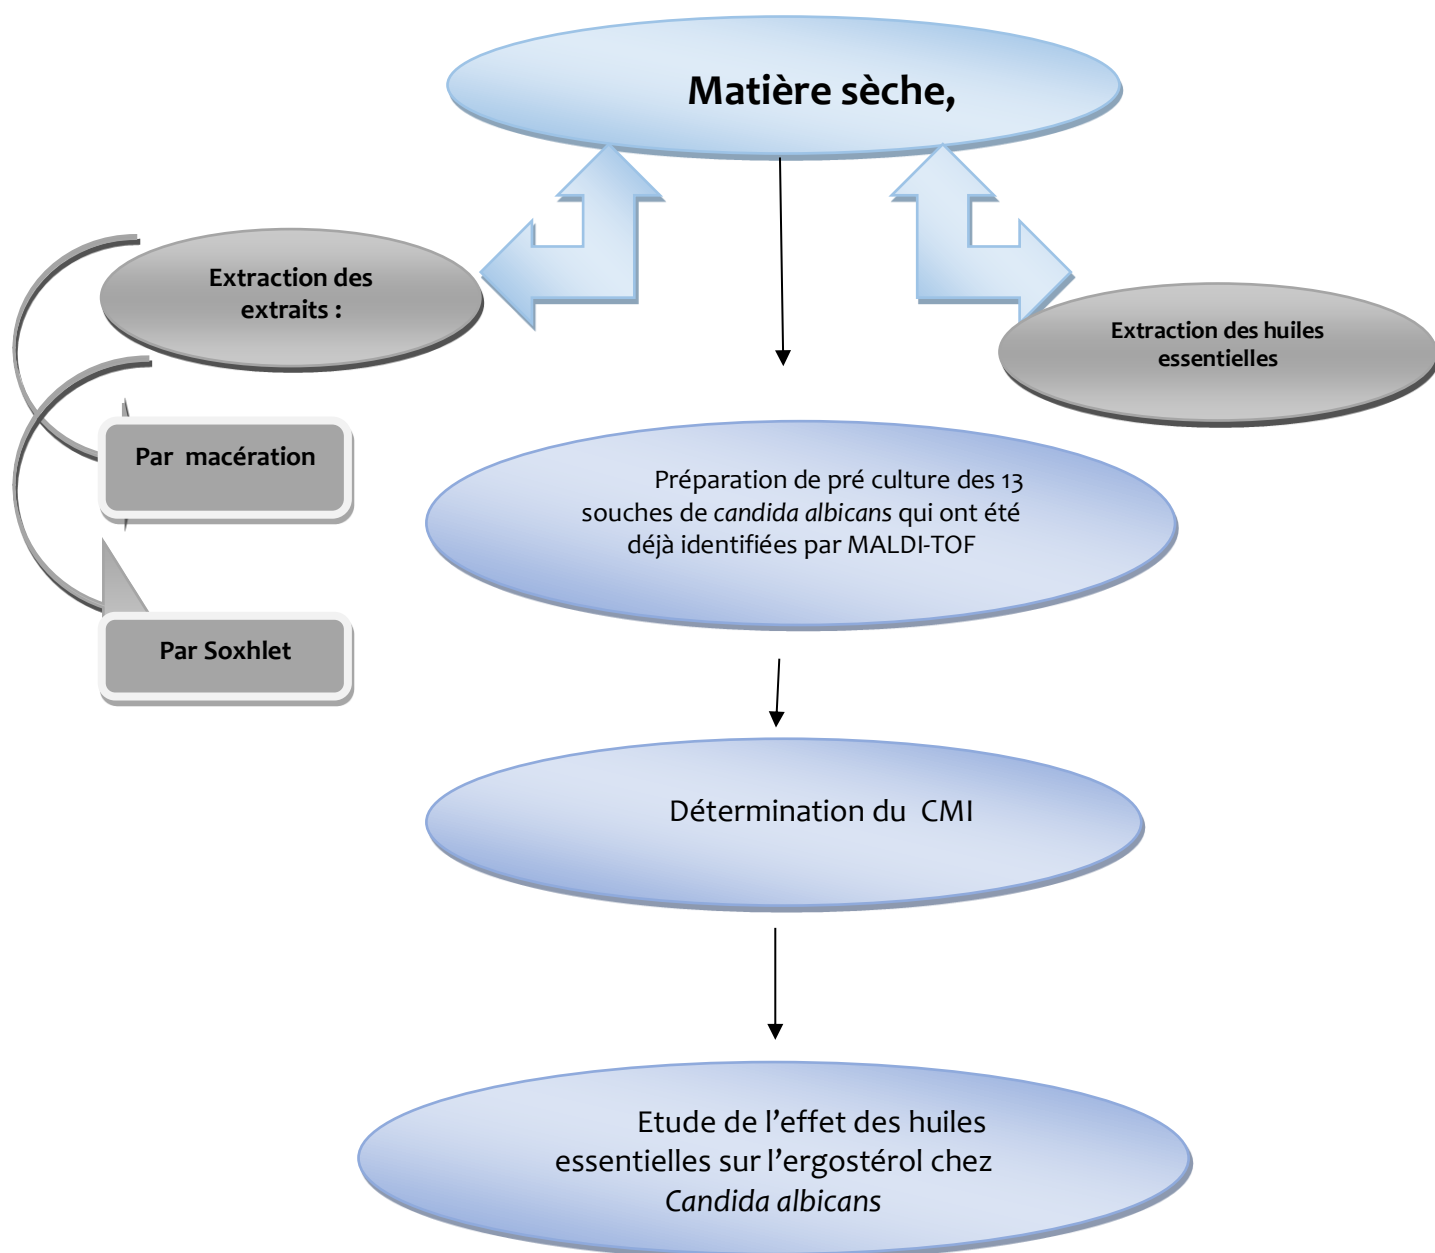 Matière sèche,
Extraction des
extraits :
Extraction des huiles
essentielles
Par macération
Par Soxhlet
Préparation de pré culture des 13
souches de candida albicans qui ont été
déjà identifiées par MALDI-TOF
Détermination du CMI
Etude de l’effet des huiles
essentielles sur l’ergostérol chez
Candida albicans